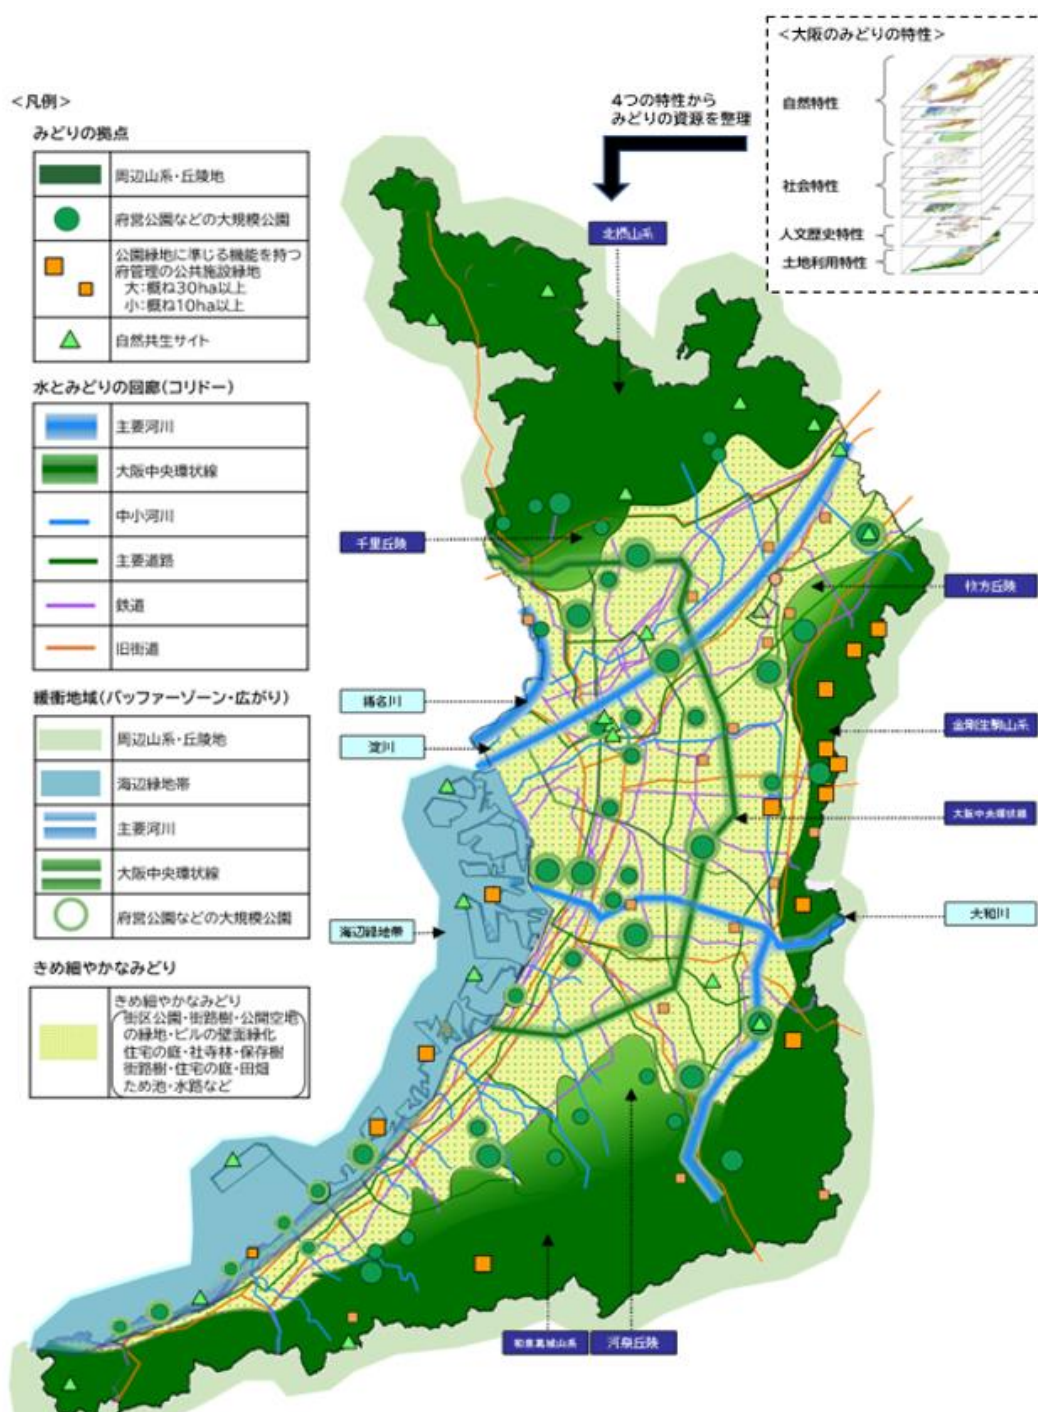 <大阪のみどりの特性>
自然特性
社会特性
人文歴史特性
土地利用特性
4つの特性から
みどりの資源を整理
<凡例>
みどりの拠点
周辺山系・丘陵地
府営公園などの大規模公園
公園緑地に準じる機能を持つ
府管理の公共施設緑地
大:概ね30ha以上
小:概ね10ha以上
自然共生サイト
水とみどりの回廊(コリドー)
主要河川
大阪中央環状線
中小河川
主要道路
鉄道
旧街道
緩衝地域(バッファーゾーン・広がり)
周辺山系・丘陵地
海辺緑地帯
主要河川
大阪中央環状線
府営公園などの大規模公園
きめ細やかなみどり
きめ細やかなみどり
街区公園・街路樹・公開空地
の緑地・ビルの壁面緑化
住宅の庭・社寺林・保存樹
街路樹・住宅の庭・田畑
ため池・水路など
北摂山系
千里丘陵
枚方丘陵
猪名川
淀川
金剛生駒山系
大阪中央環状線
大和川
海辺緑地帯
和泉葛城山系
河泉丘陵